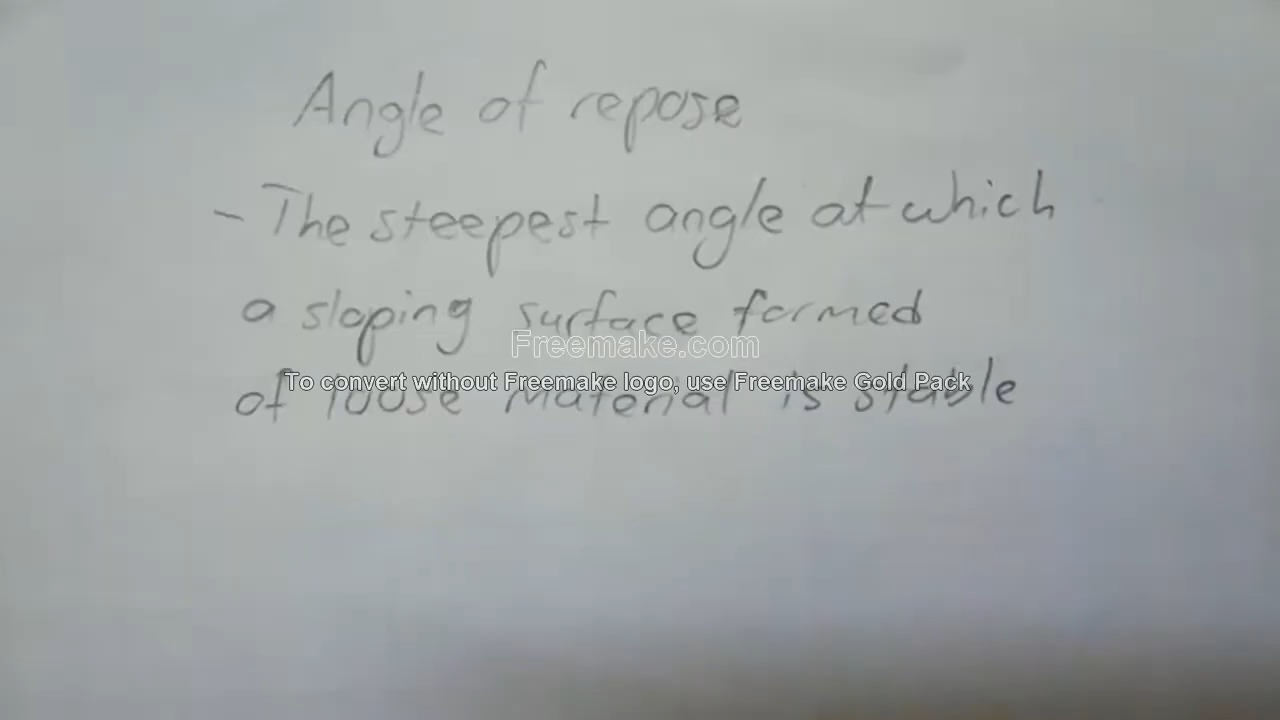 Angle of repose
- The steepest angle at which
a sloping surface formed
Freemake.com
To convert without Freemake logo, use Freemake Gold Pack
of loose material is stable